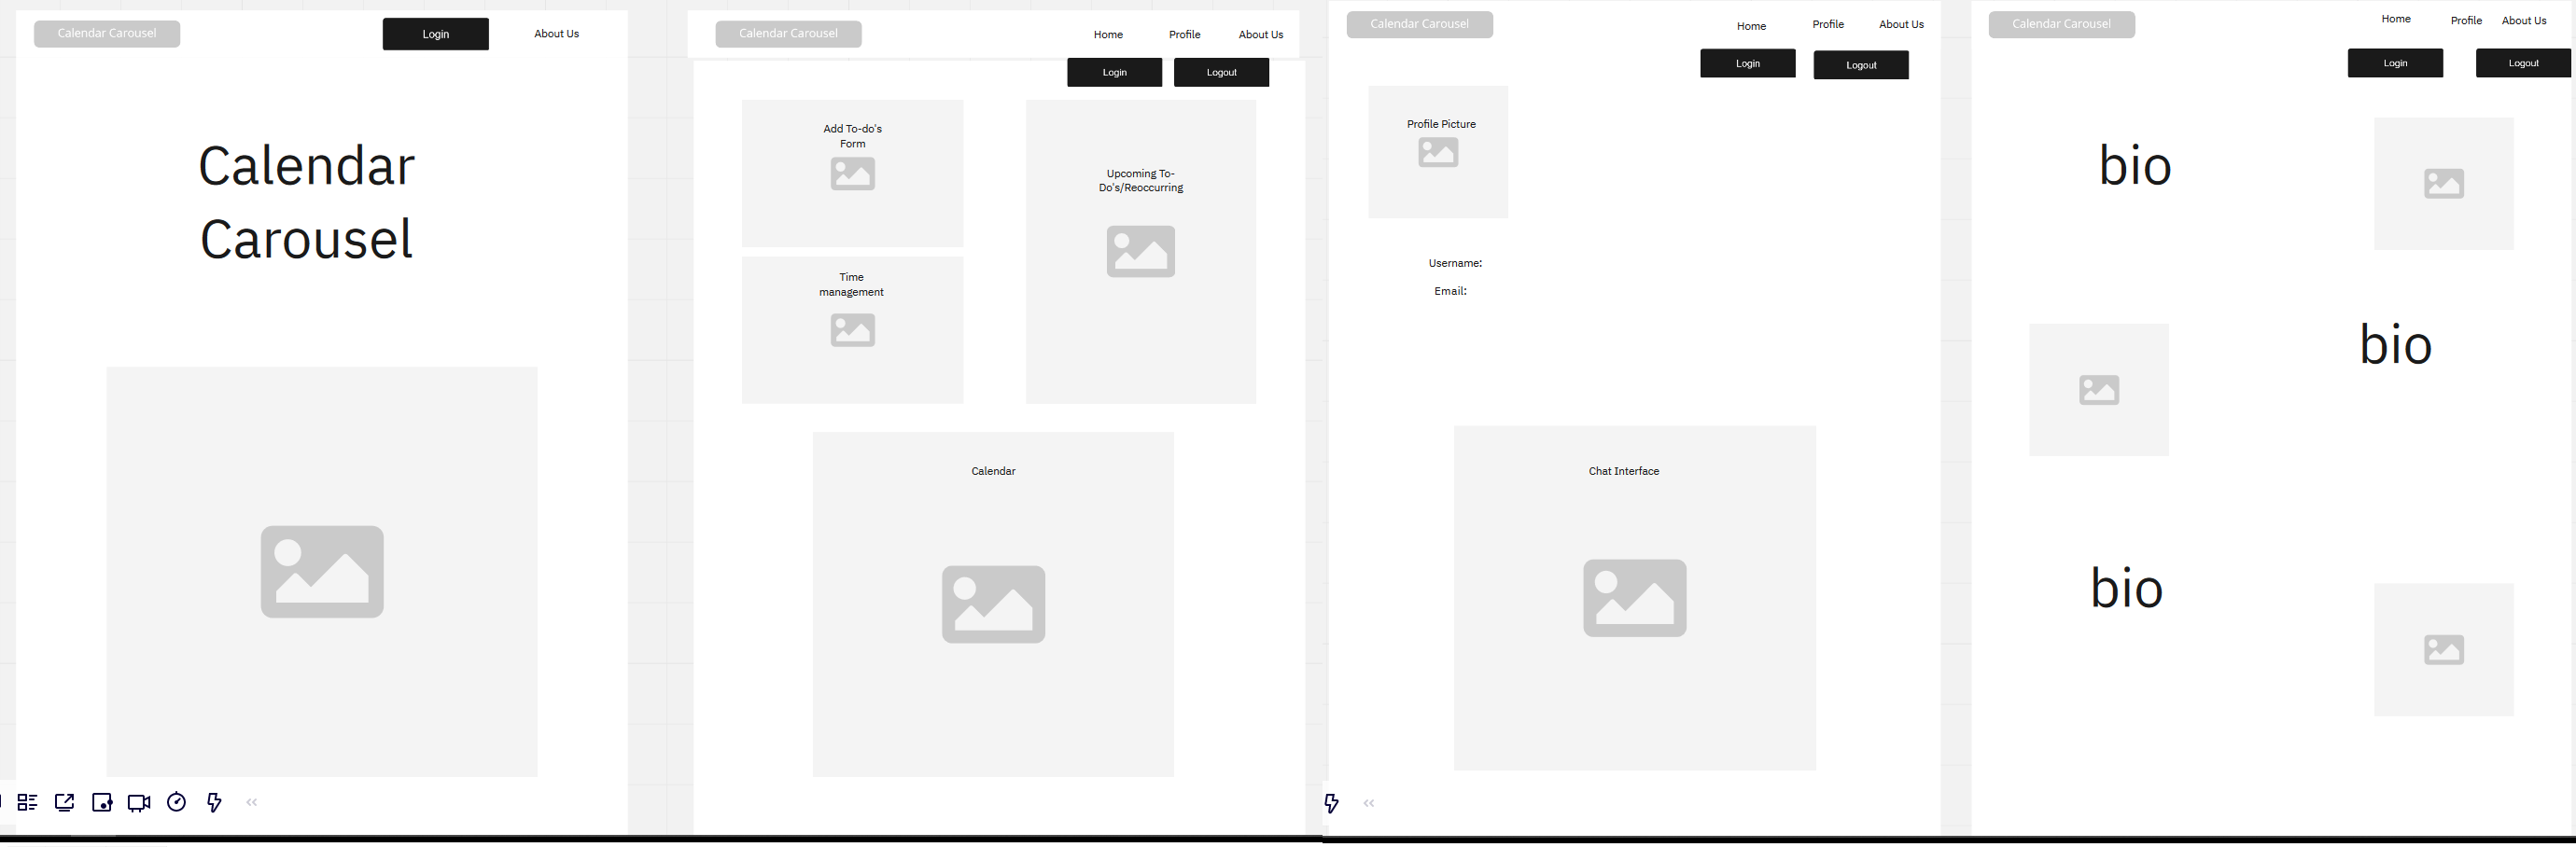 Calendar Carousel
Login
About Us
Calendar
Carousel
Calendar Carousel
Home
Profile
About Us
Login
Logout
Add To-do's
Form
Time
management
Upcoming To-
Do's/Reoccurring
Calendar
Calendar Carousel
Home
Profile
About Us
Login
Logout
Profile Picture
Username:
Email:
Chat Interface
Calendar Carousel
Home
Profile
About Us
Login
Logout
bio
bio
bio